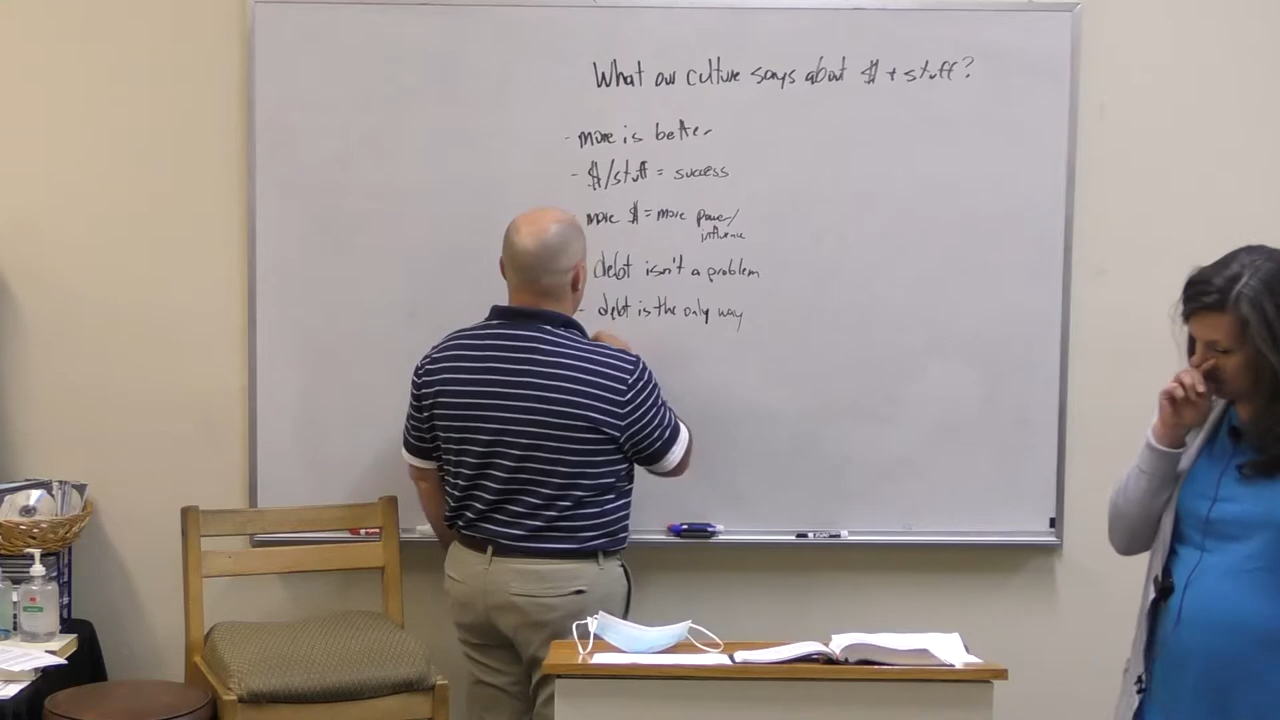 What our culture says about $ + stuff?
- more is better
- $/stuff = success
more $ = more power/
influence
debt isn't a problem
- debt is the only way
EXPO